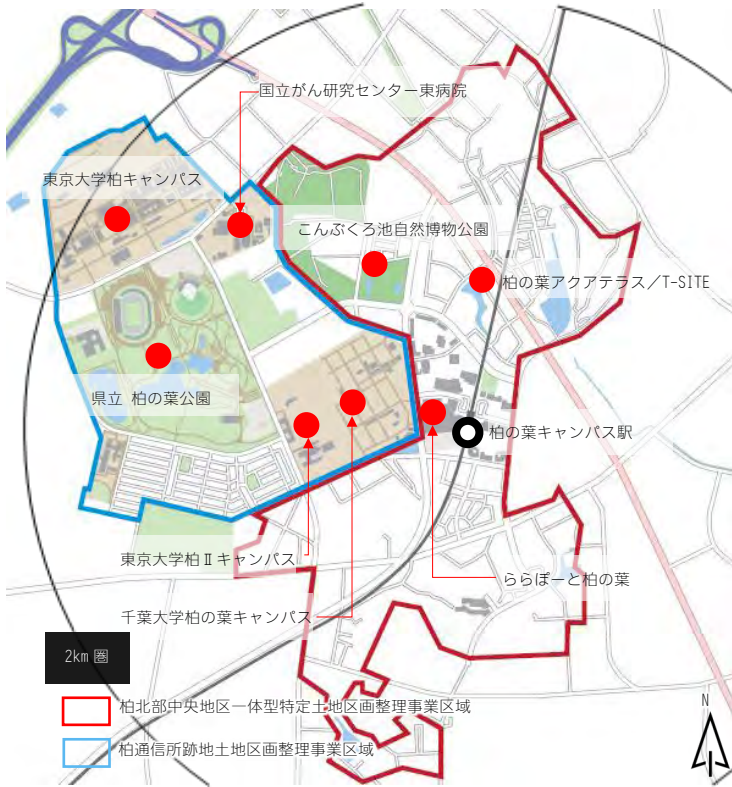 国立がん研究センター東病院
東京大学柏キャンパス
こんぶくろ池自然博物公園
柏の葉アクアテラス／T-SITE
県立 柏の葉公園
柏の葉キャンパス駅
東京大学柏Ⅱキャンパス
ららぽーと柏の葉
千葉大学柏の葉キャンパス
2km 圏
N
柏北部中央地区一体型特定土地区画整理事業区域
柏通信所跡地土地区画整理事業区域